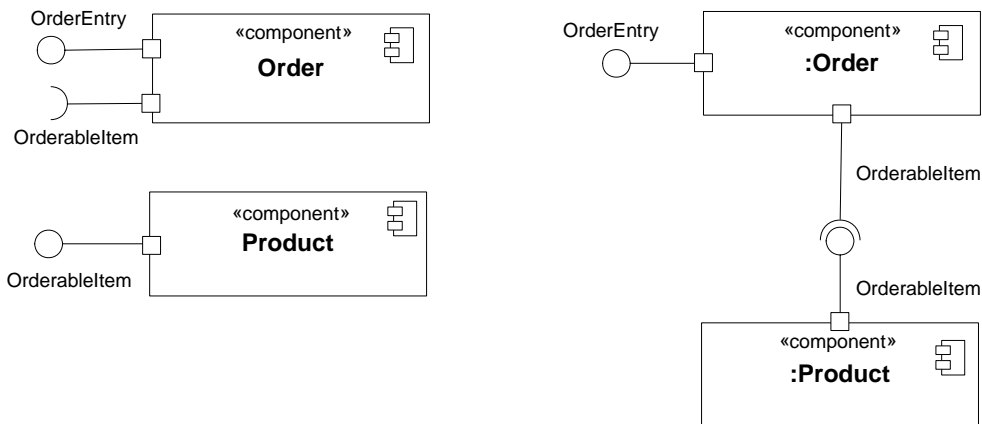 OrderEntry
«component»
Order
OrderableItem
«component»
Product
OrderableItem
OrderEntry
«component»
:Order
OrderableItem
OrderableItem
«component»
:Product